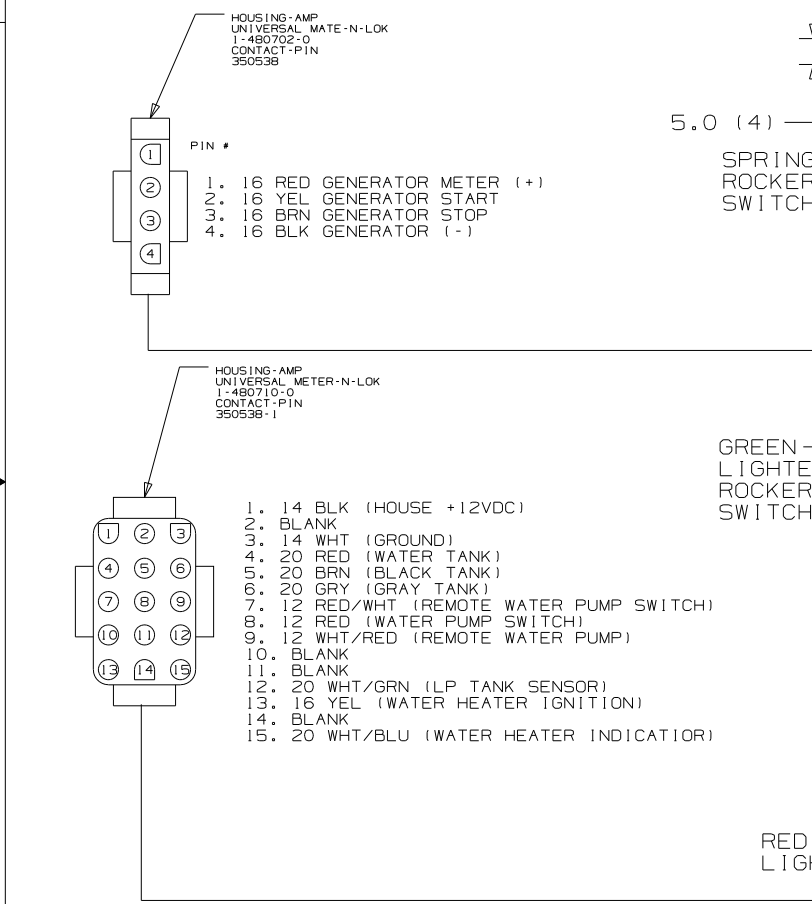 HOUSING-AMP
UNIVERSAL MATE-N-LOK
1-480702-0
CONTACT-PIN
350538
PIN #
1
2
3
4
1. 16 RED GENERATOR METER (+)
2. 16 YEL GENERATOR START
3. 16 BRN GENERATOR STOP
4. 16 BLK GENERATOR (-)
5.0 (4)
SPRING
ROCKER
SWITCH
HOUSING-AMP
UNIVERSAL METER-N-LOK
1-480710-0
CONTACT-PIN
350538-1
GREEN-
LIGHTE
ROCKER
SWITCH
1 2 3
4 5 6
7 8 9
10 11 12
13 14 15
1. 14 BLK (HOUSE +12VDC)
2. BLANK
3. 14 WHT (GROUND)
4. 20 RED (WATER TANK)
5. 20 BRN (BLACK TANK)
6. 20 GRY (GRAY TANK)
7. 12 RED/WHT (REMOTE WATER PUMP SWITCH)
8. 12 RED (WATER PUMP SWITCH)
9. 12 WHT/RED (REMOTE WATER PUMP)
10. BLANK
11. BLANK
12. 20 WHT/GRN (LP TANK SENSOR)
13. 16 YEL (WATER HEATER IGNITION)
14. BLANK
15. 20 WHT/BLU (WATER HEATER INDICATIOR)
RED
LIGH